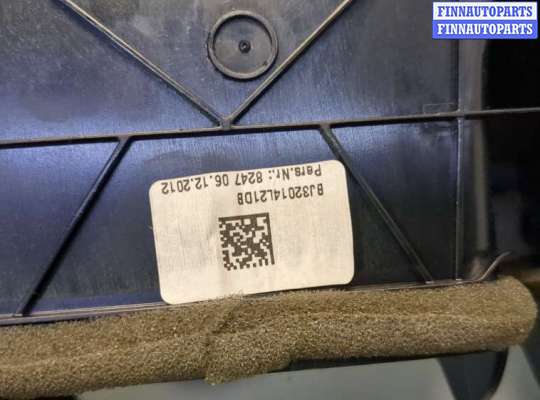 FINNAUTOPARTS
FINNAUTOPARTS
BJ32014L21DB
Pers.Nr.: 8247 06.12.2012